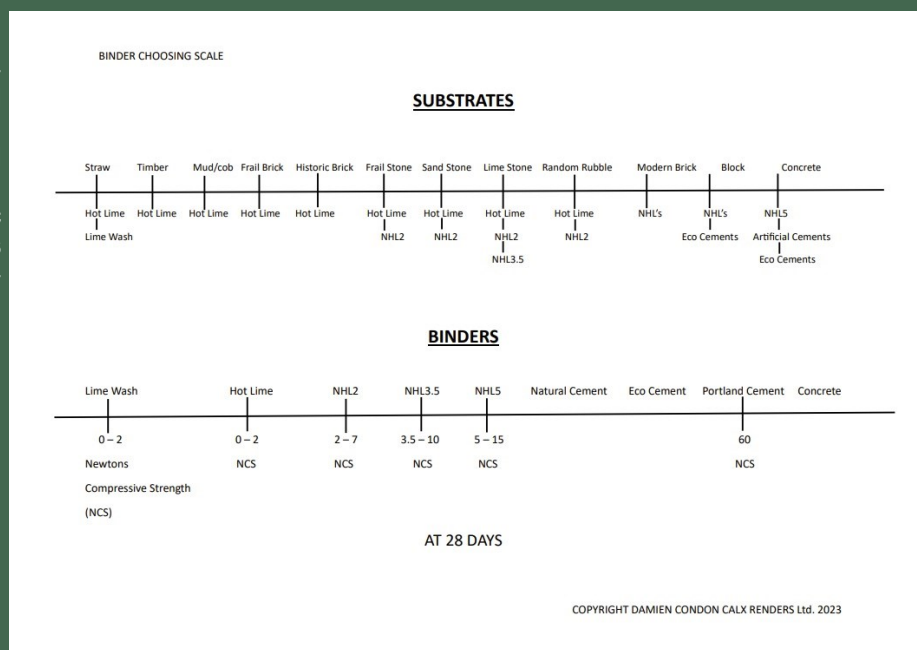 BINDER CHOOSING SCALE
SUBSTRATES
Straw Timber Mud/cob Frail Brick Historic Brick Frail Stone Sand Stone Lime Stone Random Rubble Modern Brick Block Concrete
Hot Lime Hot Lime Hot Lime Hot Lime Hot Lime Hot Lime Hot Lime Hot Lime Hot Lime NHL's NHL's NHL5
Lime Wash NHL2 NHL2 NHL2 NHL2 Eco Cements Artificial Cements
NHL3.5 Eco Cements
BINDERS
Lime Wash Hot Lime NHL2 NHL3.5 NHL5 Natural Cement Eco Cement Portland Cement Concrete
0 – 2 0 – 2 2 – 7 3.5 – 10 5 – 15 60
Newtons NCS NCS NCS NCS NCS
Compressive Strength
(NCS)
AT 28 DAYS
COPYRIGHT DAMIEN CONDON CALX RENDERS Ltd. 2023